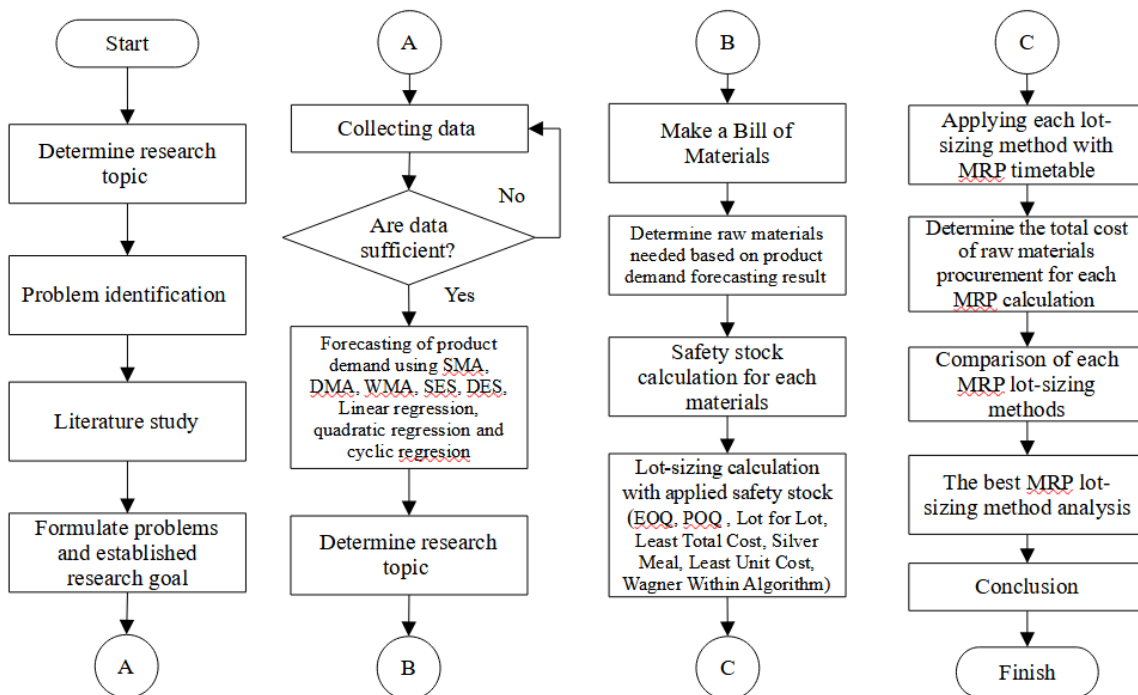 Start
Determine research
topic
Problem identification
Literature study
Formulate problems
and established
research goal
A
A
Collecting data
No
Are data
sufficient?
Yes
Forecasting of product
demand using SMA,
DMA, WMA, SES, DES,
Linear regression,
quadratic regression and
cyclic regresion
Determine research
topic
B
B
Make a Bill of
Materials
Determine raw materials
needed based on product
demand forecasting result
Safety stock
calculation for each
materials
Lot-sizing calculation
with applied safety stock
(EOQ, POQ , Lot for Lot,
Least Total Cost, Silver
Meal, Least Unit Cost,
Wagner Within Algorithm)
C
C
Applying each lot-
sizing method with
MRP timetable
Determine the total cost
of raw materials
procurement for each
MRP calculation
Comparison of each
MRP lot-sizing
methods
The best MRP lot-
sizing method analysis
Conclusion
Finish